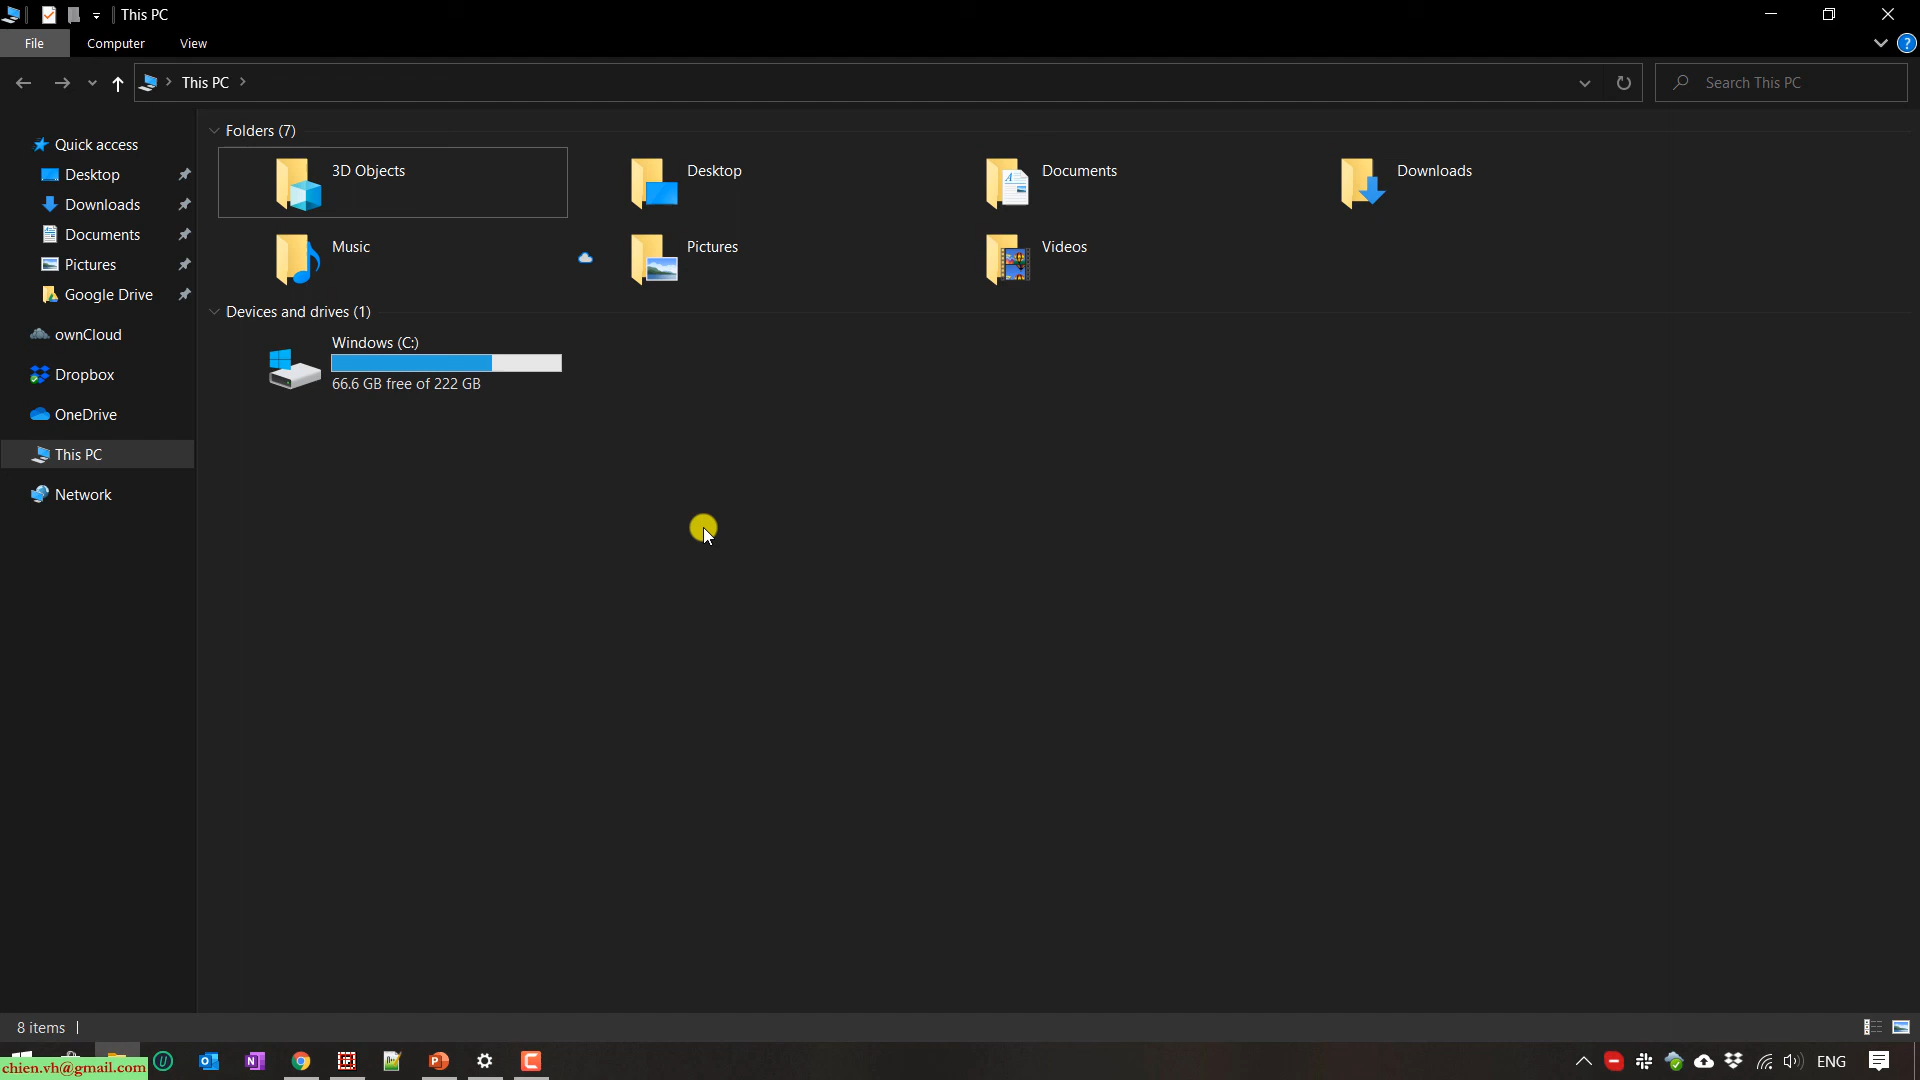 This PC
File Computer View
This PC
Search This PC
Quick access
Desktop
Downloads
Documents
Pictures
Google Drive
ownCloud
Dropbox
OneDrive
This PC
Network
Folders (7)
3D Objects
Desktop
Documents
Downloads
Music
Pictures
Videos
Devices and drives (1)
Windows (C:)
66.6 GB free of 222 GB
8 items
chien.vh@gmail.com
ENG